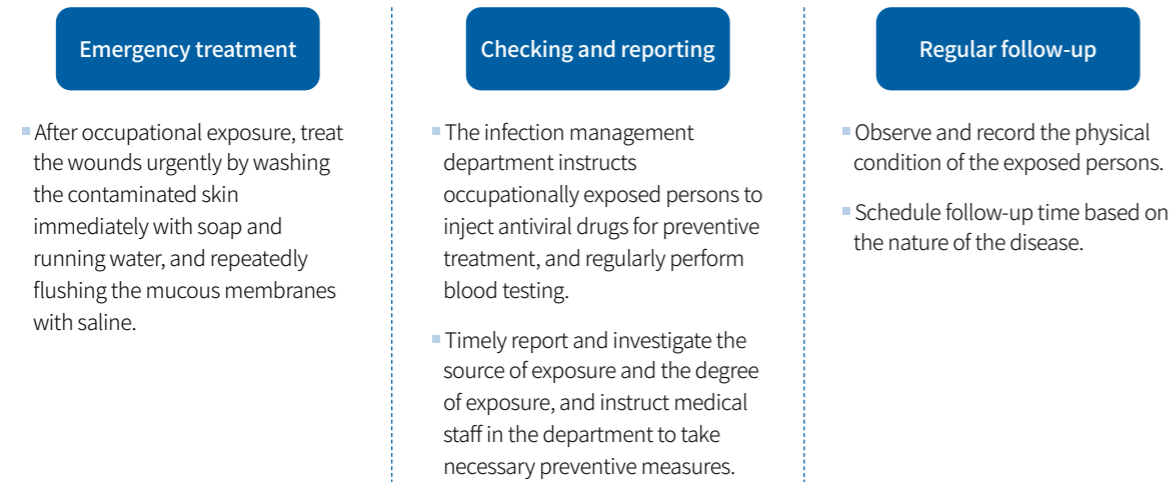 Emergency treatment
After occupational exposure, treat
the wounds urgently by washing
the contaminated skin
immediately with soap and
running water, and repeatedly
flushing the mucous membranes
with saline.
Checking and reporting
The infection management
department instructs
occupationally exposed persons to
inject antiviral drugs for preventive
treatment, and regularly perform
blood testing.
Timely report and investigate the
source of exposure and the degree
of exposure, and instruct medical
staff in the department to take
necessary preventive measures.
Regular follow-up
Observe and record the physical
condition of the exposed persons.
Schedule follow-up time based on
the nature of the disease.